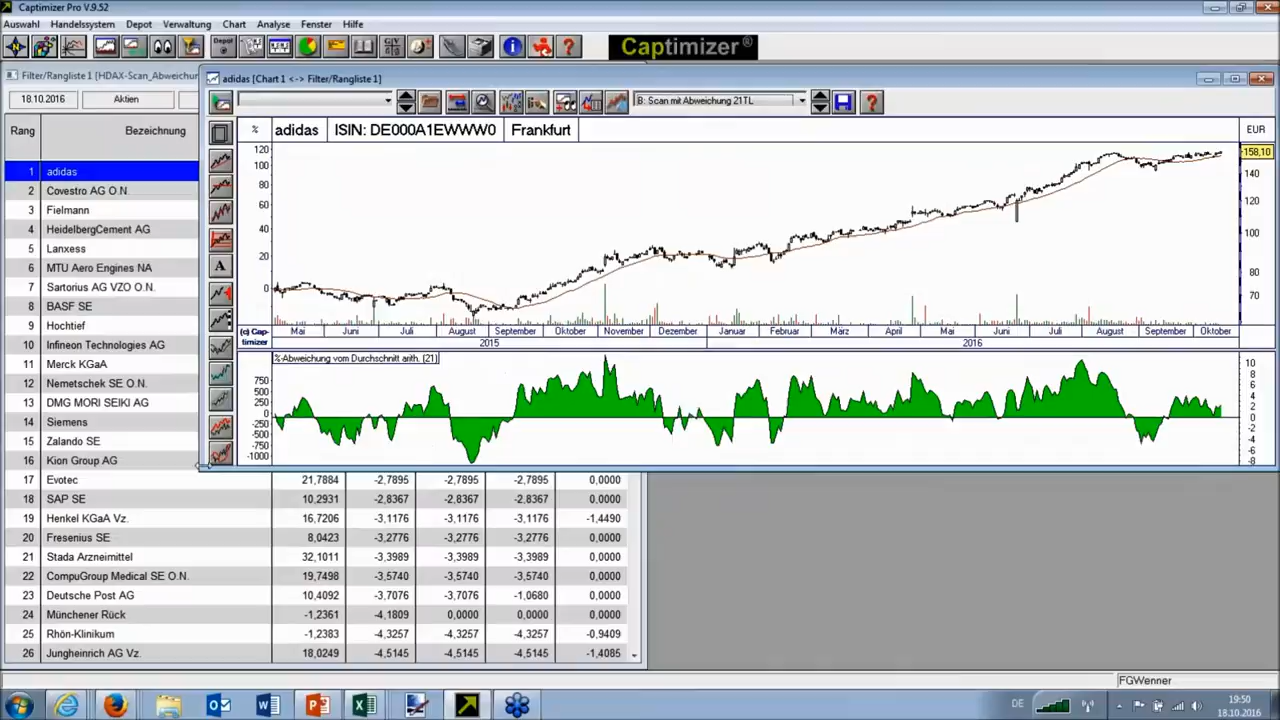 Captimizer Pro V.9.52
Auswahl Handelssystem Depot Verwaltung Chart Analyse Fenster Hilfe
Depot
Captimizer®
Filter/Rangliste 1 [HDAX-Scan_Abweichu
adidas [Chart 1 <-> Filter/Rangliste 1]
18.10.2016 Aktien
B: Scan mit Abweichung 21TL
Rang Bezeichnung
% adidas ISIN: DE000A1EWWW0 Frankfurt EUR
120
100
80
60
40
20
0
158,10
140
120
100
80
70
(c) Cap-
timizer
Mai Juni Juli August September Oktober November Dezember Januar Februar März April Mai Juni Juli August September Oktober
2015 2016
%-Abweichung vom Durchschnitt arith. (21)
750
500
250
0
-250
-500
-750
-1000
10
8
6
4
2
0
-2
-4
-6
-8
A
1 adidas
2 Covestro AG O.N.
3 Fielmann
4 HeidelbergCement AG
5 Lanxess
6 MTU Aero Engines NA
7 Sartorius AG VZO O.N.
8 BASF SE
9 Hochtief
10 Infineon Technologies AG
11 Merck KGaA
12 Nemetschek SE O.N.
13 DMG MORI SEIKI AG
14 Siemens
15 Zalando SE
16 Kion Group AG
17 Evotec 21,7884 -2,7895 -2,7895 -2,7895 0,0000
18 SAP SE 10,2931 -2,8367 -2,8367 -2,8367 0,0000
19 Henkel KGaA Vz. 16,7206 -3,1176 -3,1176 -3,1176 -1,4490
20 Fresenius SE 8,0423 -3,2776 -3,2776 -3,2776 0,0000
21 Stada Arzneimittel 32,1011 -3,3989 -3,3989 -3,3989 0,0000
22 CompuGroup Medical SE O.N. 19,7498 -3,5740 -3,5740 -3,5740 0,0000
23 Deutsche Post AG 10,4092 -3,7076 -3,7076 -1,0680 0,0000
24 Münchener Rück -1,2361 -4,1809 0,0000 0,0000 0,0000
25 Rhön-Klinikum -1,2383 -4,3257 -4,3257 -4,3257 -0,9409
26 Jungheinrich AG Vz. 18,0249 -4,5145 -4,5145 -4,5145 -1,4085
FGWenner
DE
19:50
18.10.2016